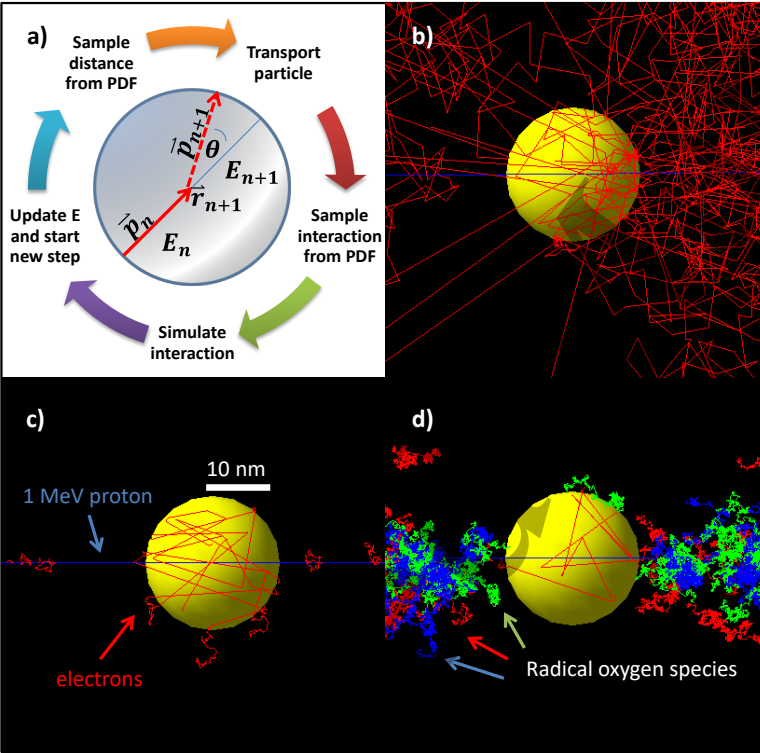 a)
Sample
distance
from PDF
Transport
particle
Sample
interaction
from PDF
Simulate
interaction
Update E
and start
new step
p⃗ₙ
Eₙ
r⃗ₙ₊₁
p⃗ₙ₊₁
θ
Eₙ₊₁
b)
c)
10 nm
1 MeV proton
electrons
d)
Radical oxygen species